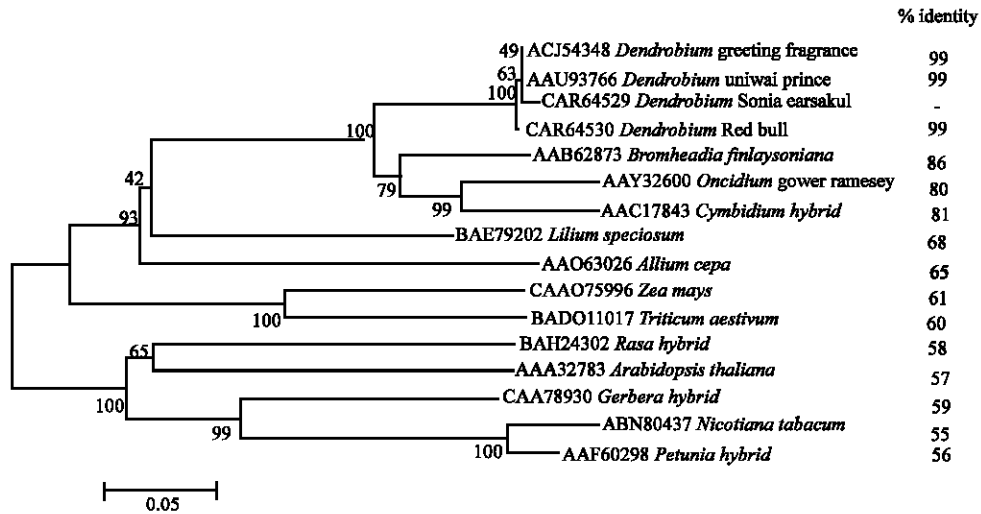 % identity
49 ACJ54348 Dendrobium greeting fragrance 99
63 AAU93766 Dendrobium uniwai prince 99
100 CAR64529 Dendrobium Sonia earsakul -
CAR64530 Dendrobium Red bull 99
100
AAB62873 Bromheadia finlaysoniana 86
79 AAY32600 Oncidium gower ramesey 80
99 AAC17843 Cymbidium hybrid 81
42
93
BAE79202 Lilium speciosum 68
AAO63026 Allium cepa 65
CAAO75996 Zea mays 61
100 BADO11017 Triticum aestivum 60
65 BAH24302 Rasa hybrid 58
AAA32783 Arabidopsis thaliana 57
100 CAA78930 Gerbera hybrid 59
99 ABN80437 Nicotiana tabacum 55
100 AAF60298 Petunia hybrid 56
0.05